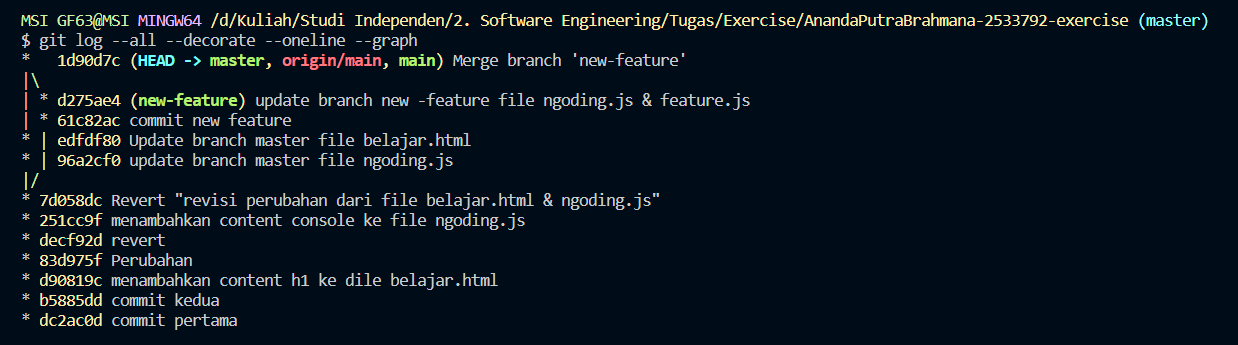 MSI GF63@MSI MINGW64 /d/Kuliah/Studi Independen/2. Software Engineering/Tugas/Exercise/AnandaPutraBrahmana-2533792-exercise (master)
$ git log --all --decorate --oneline --graph
*   1d90d7c (HEAD -> master, origin/main, main) Merge branch 'new-feature'
|\
| * d275ae4 (new-feature) update branch new -feature file ngoding.js & feature.js
| * 61c82ac commit new feature
* | edfdf80 Update branch master file belajar.html
* | 96a2cf0 update branch master file ngoding.js
|/
* 7d058dc Revert "revisi perubahan dari file belajar.html & ngoding.js"
* 251cc9f menambahkan content console ke file ngoding.js
* decf92d revert
* 83d975f Perubahan
* d90819c menambahkan content h1 ke dile belajar.html
* b5885dd commit kedua
* dc2ac0d commit pertama